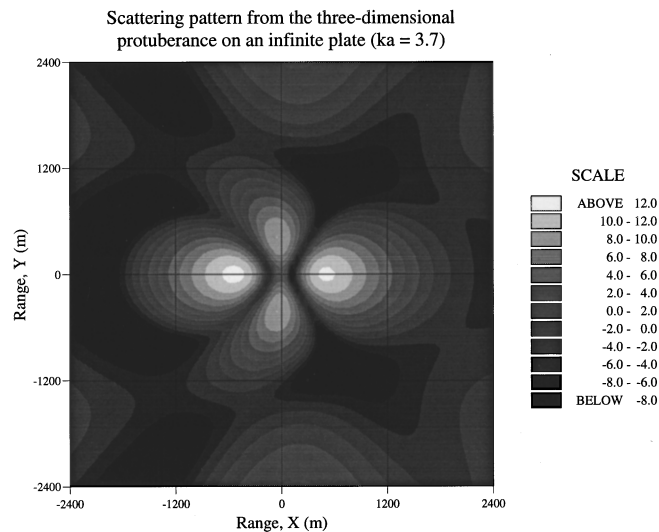 Scattering pattern from the three-dimensional
protuberance on an infinite plate (ka = 3.7)
2400
1200
0
-1200
-2400
Range, Y (m)
-2400 -1200 0 1200 2400
Range, X (m)
SCALE
ABOVE 12.0
10.0 - 12.0
8.0 - 10.0
6.0 - 8.0
4.0 - 6.0
2.0 - 4.0
0.0 - 2.0
-2.0 - 0.0
-4.0 - -2.0
-6.0 - -4.0
-8.0 - -6.0
BELOW -8.0